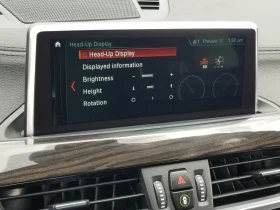 Head-Up Display
Head-Up Display
Displayed information
Brightness
Height
Rotation